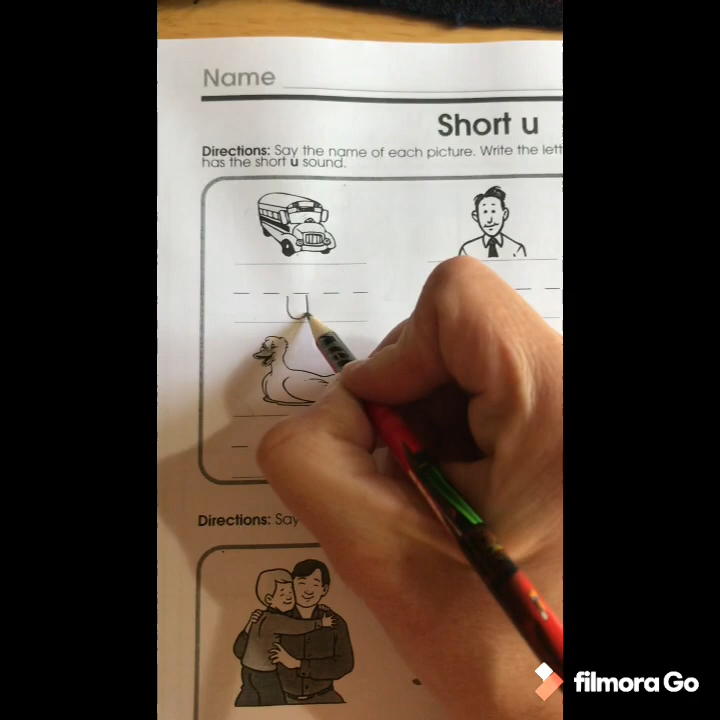 Name
Short u
Directions: Say the name of each picture. Write the lett
has the short u sound.
u
Directions: Say
filmora Go